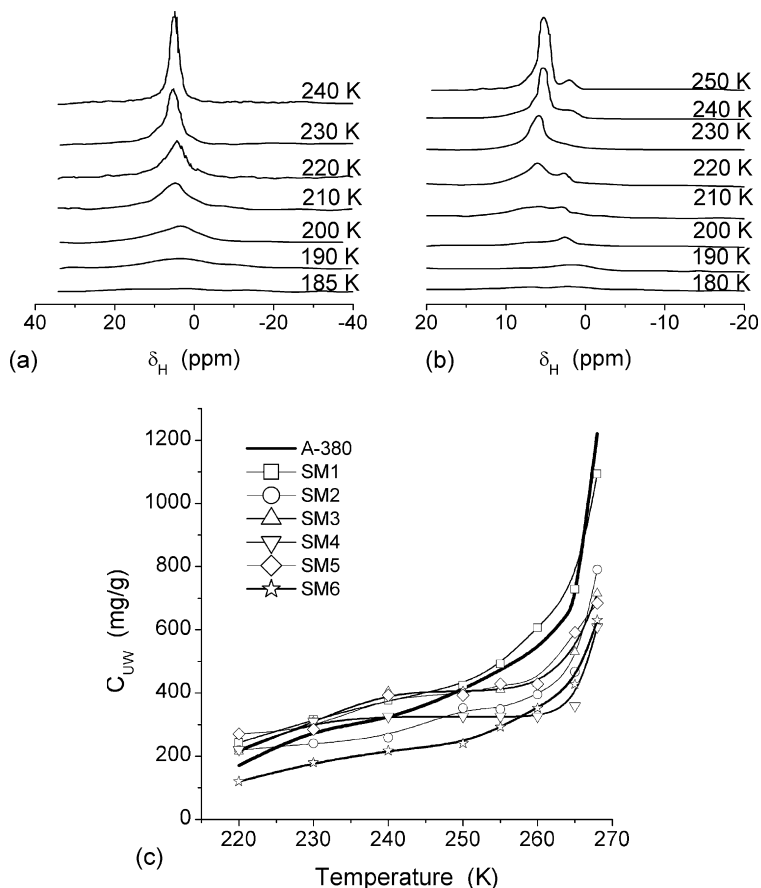 240 K
230 K
220 K
210 K
200 K
190 K
185 K
40 20 0 -20 -40
(a) δH (ppm)
250 K
240 K
230 K
220 K
210 K
200 K
190 K
180 K
20 10 0 -10 -20
(b) δH (ppm)
1200
1000
800
600
400
200
0
CUW (mg/g)
A-380
SM1
SM2
SM3
SM4
SM5
SM6
220 230 240 250 260 270
(c) Temperature (K)